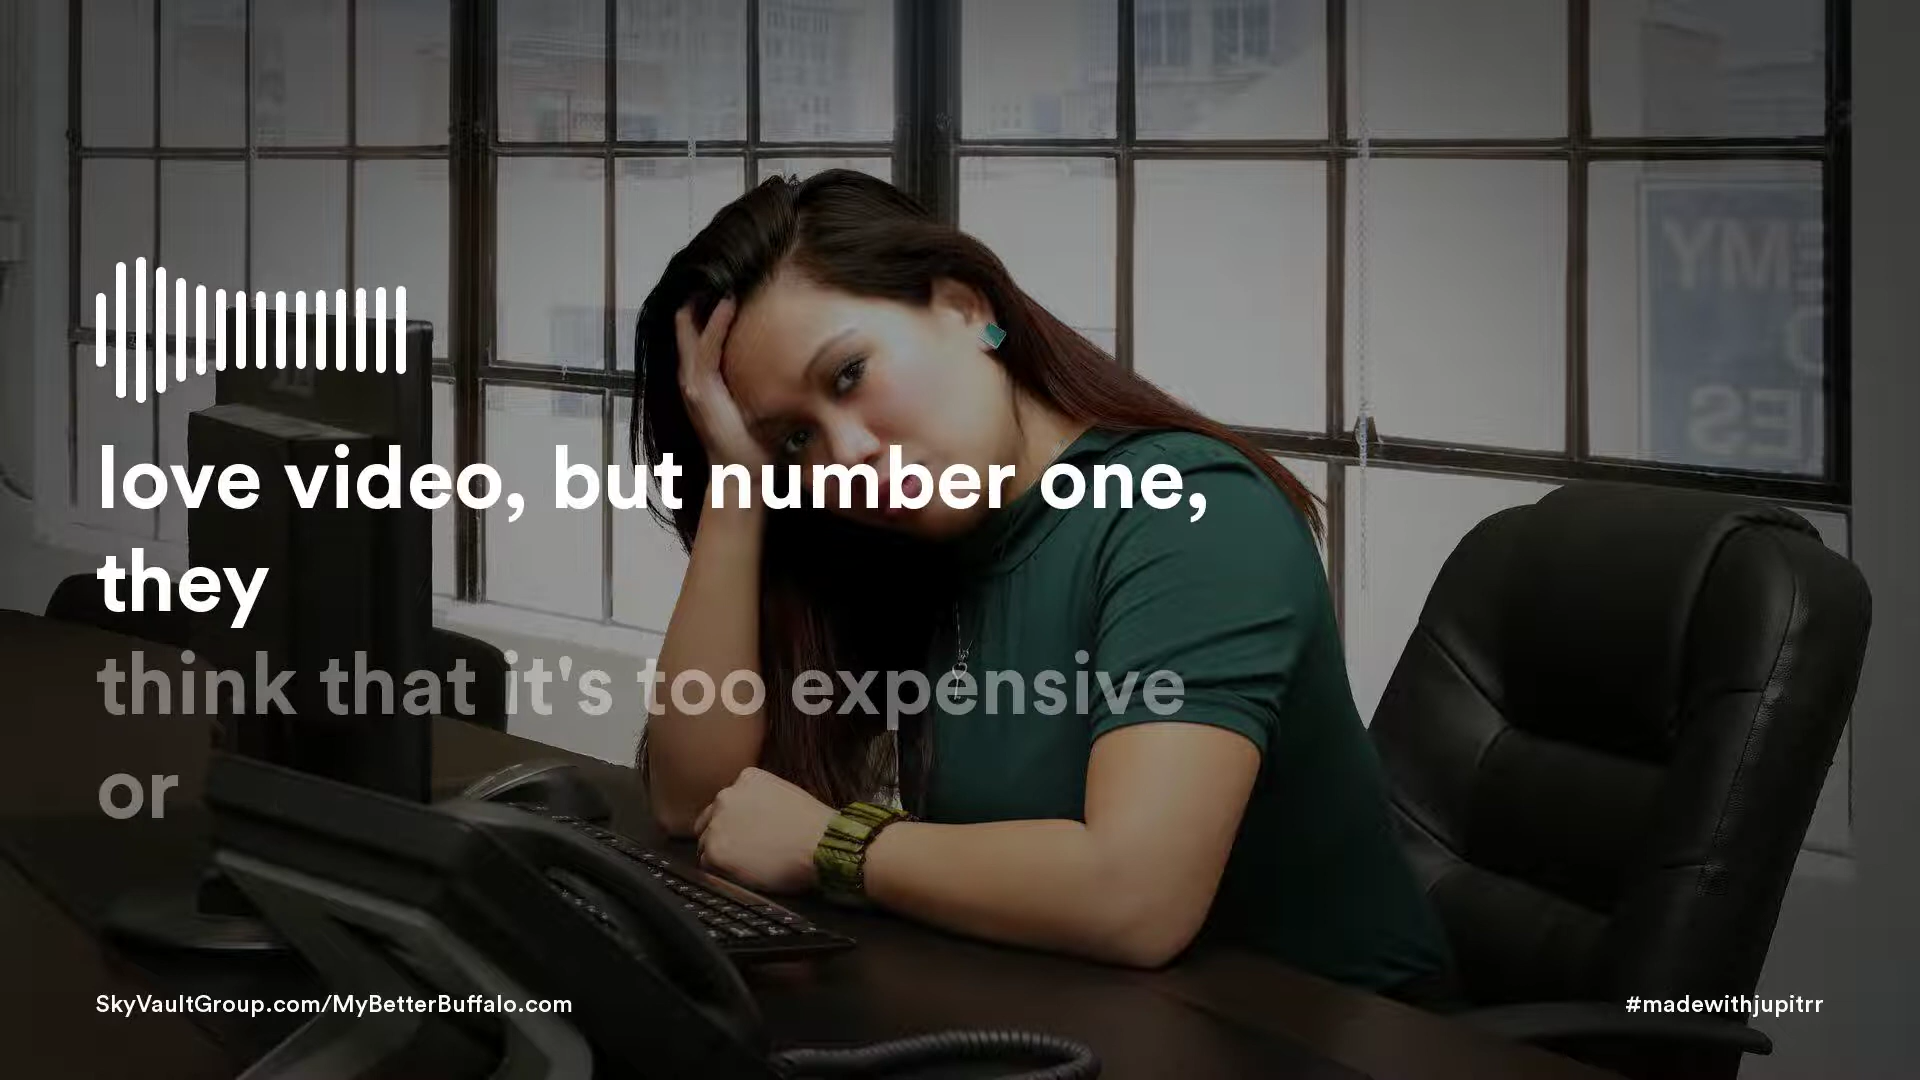 love video, but number one,
they
think that it's too expensive
or
SkyVaultGroup.com/MyBetterBuffalo.com
#madewithjupitrr